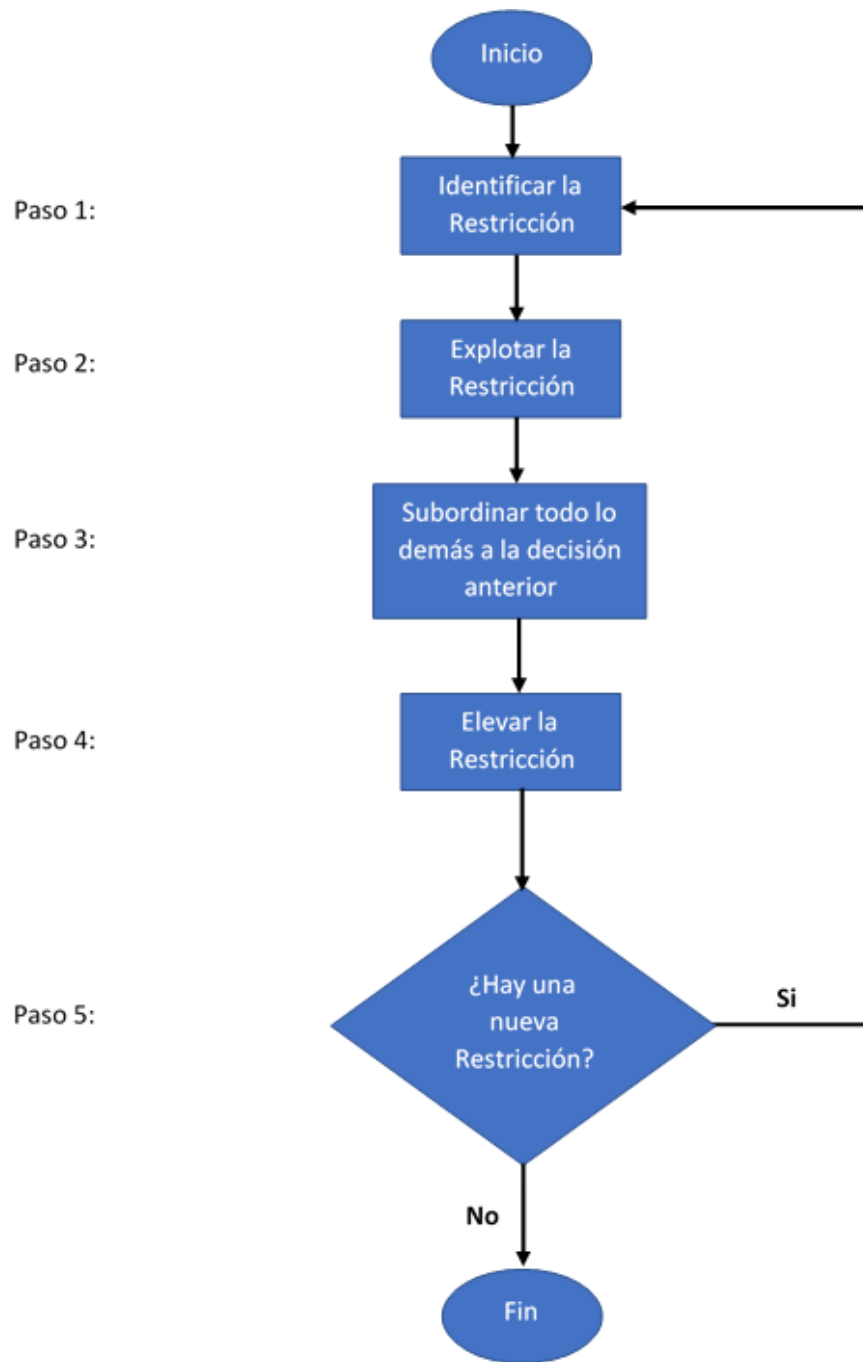 Inicio
Paso 1:
Identificar la
Restricción
Paso 2:
Explotar la
Restricción
Paso 3:
Subordinar todo lo
demás a la decisión
anterior
Paso 4:
Elevar la
Restricción
Paso 5:
¿Hay una
nueva
Restricción?
Si
No
Fin